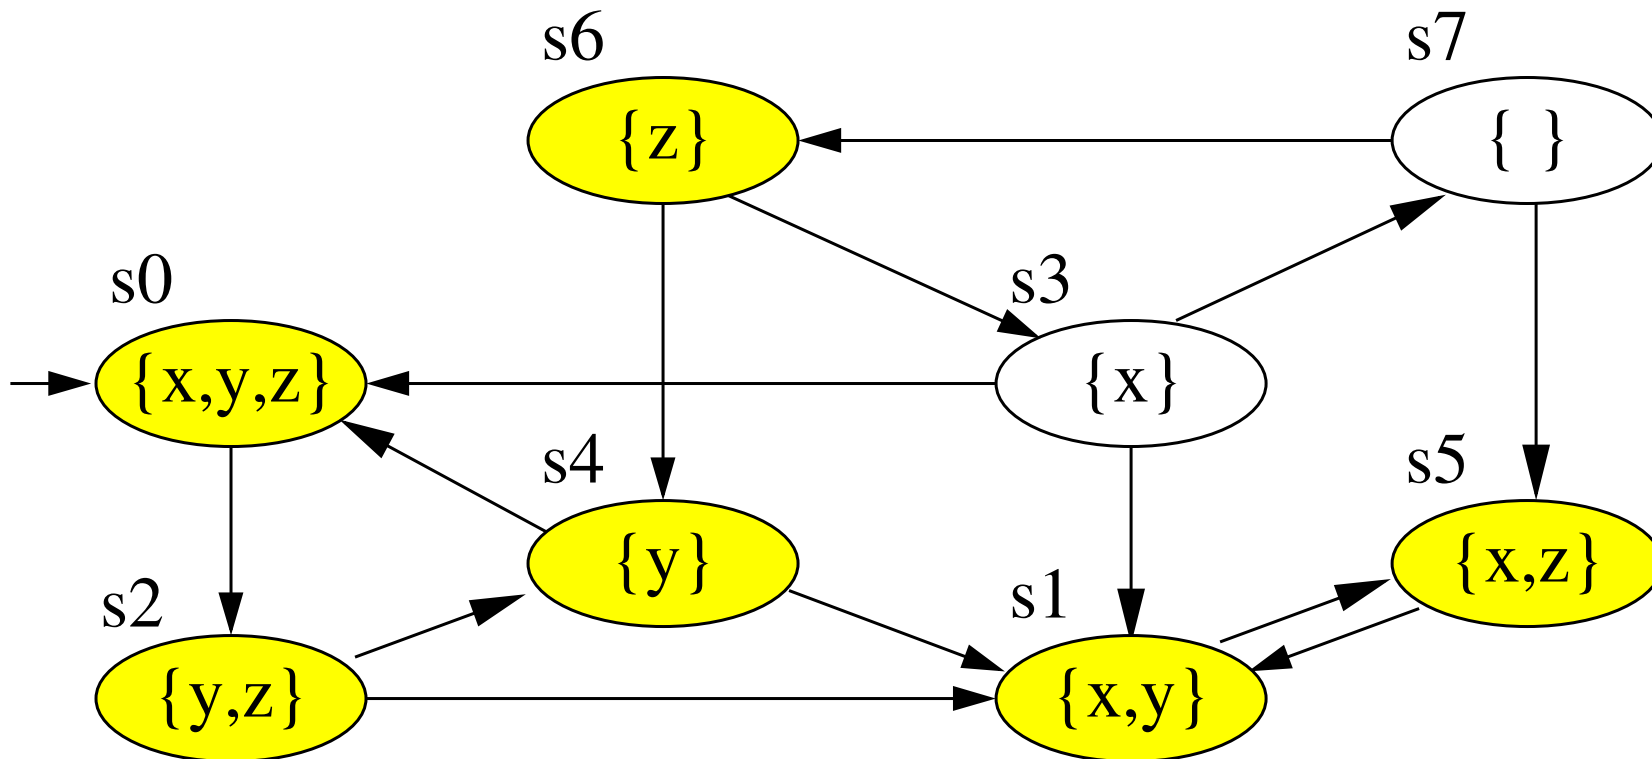 s6
s7
{z}
{ }
s0
s3
{x,y,z}
{x}
s4
s5
{y}
{x,z}
s2
s1
{y,z}
{x,y}